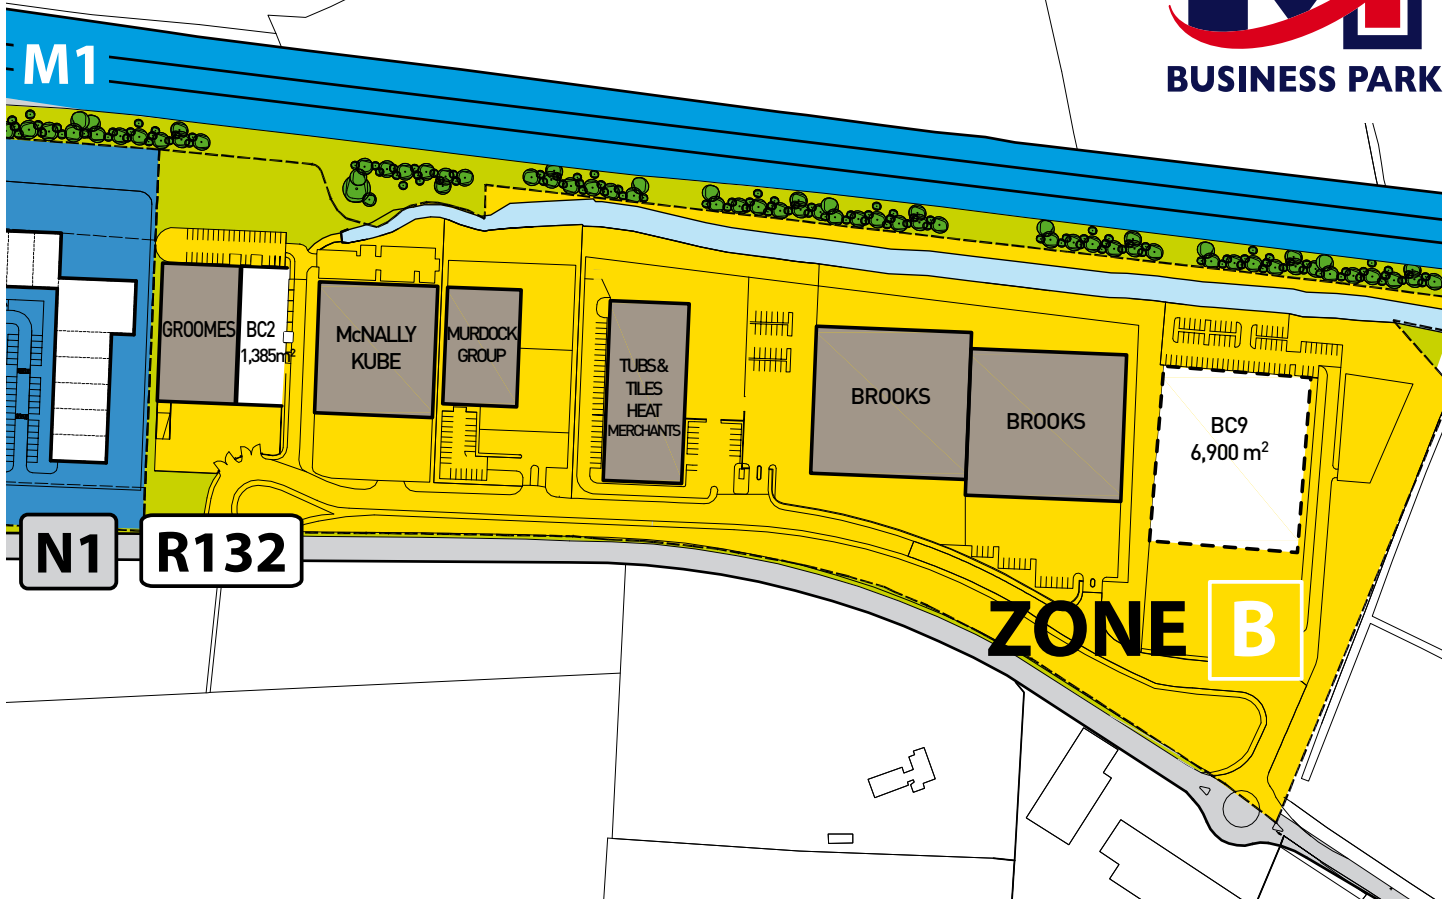 M1
BUSINESS PARK
GROOMES
BC2
1,385m²
McNALLY
KUBE
MURDOCK
GROUP
TUBS &
TILES
HEAT
MERCHANTS
BROOKS
BROOKS
BC9
6,900 m²
N1
R132
ZONE B